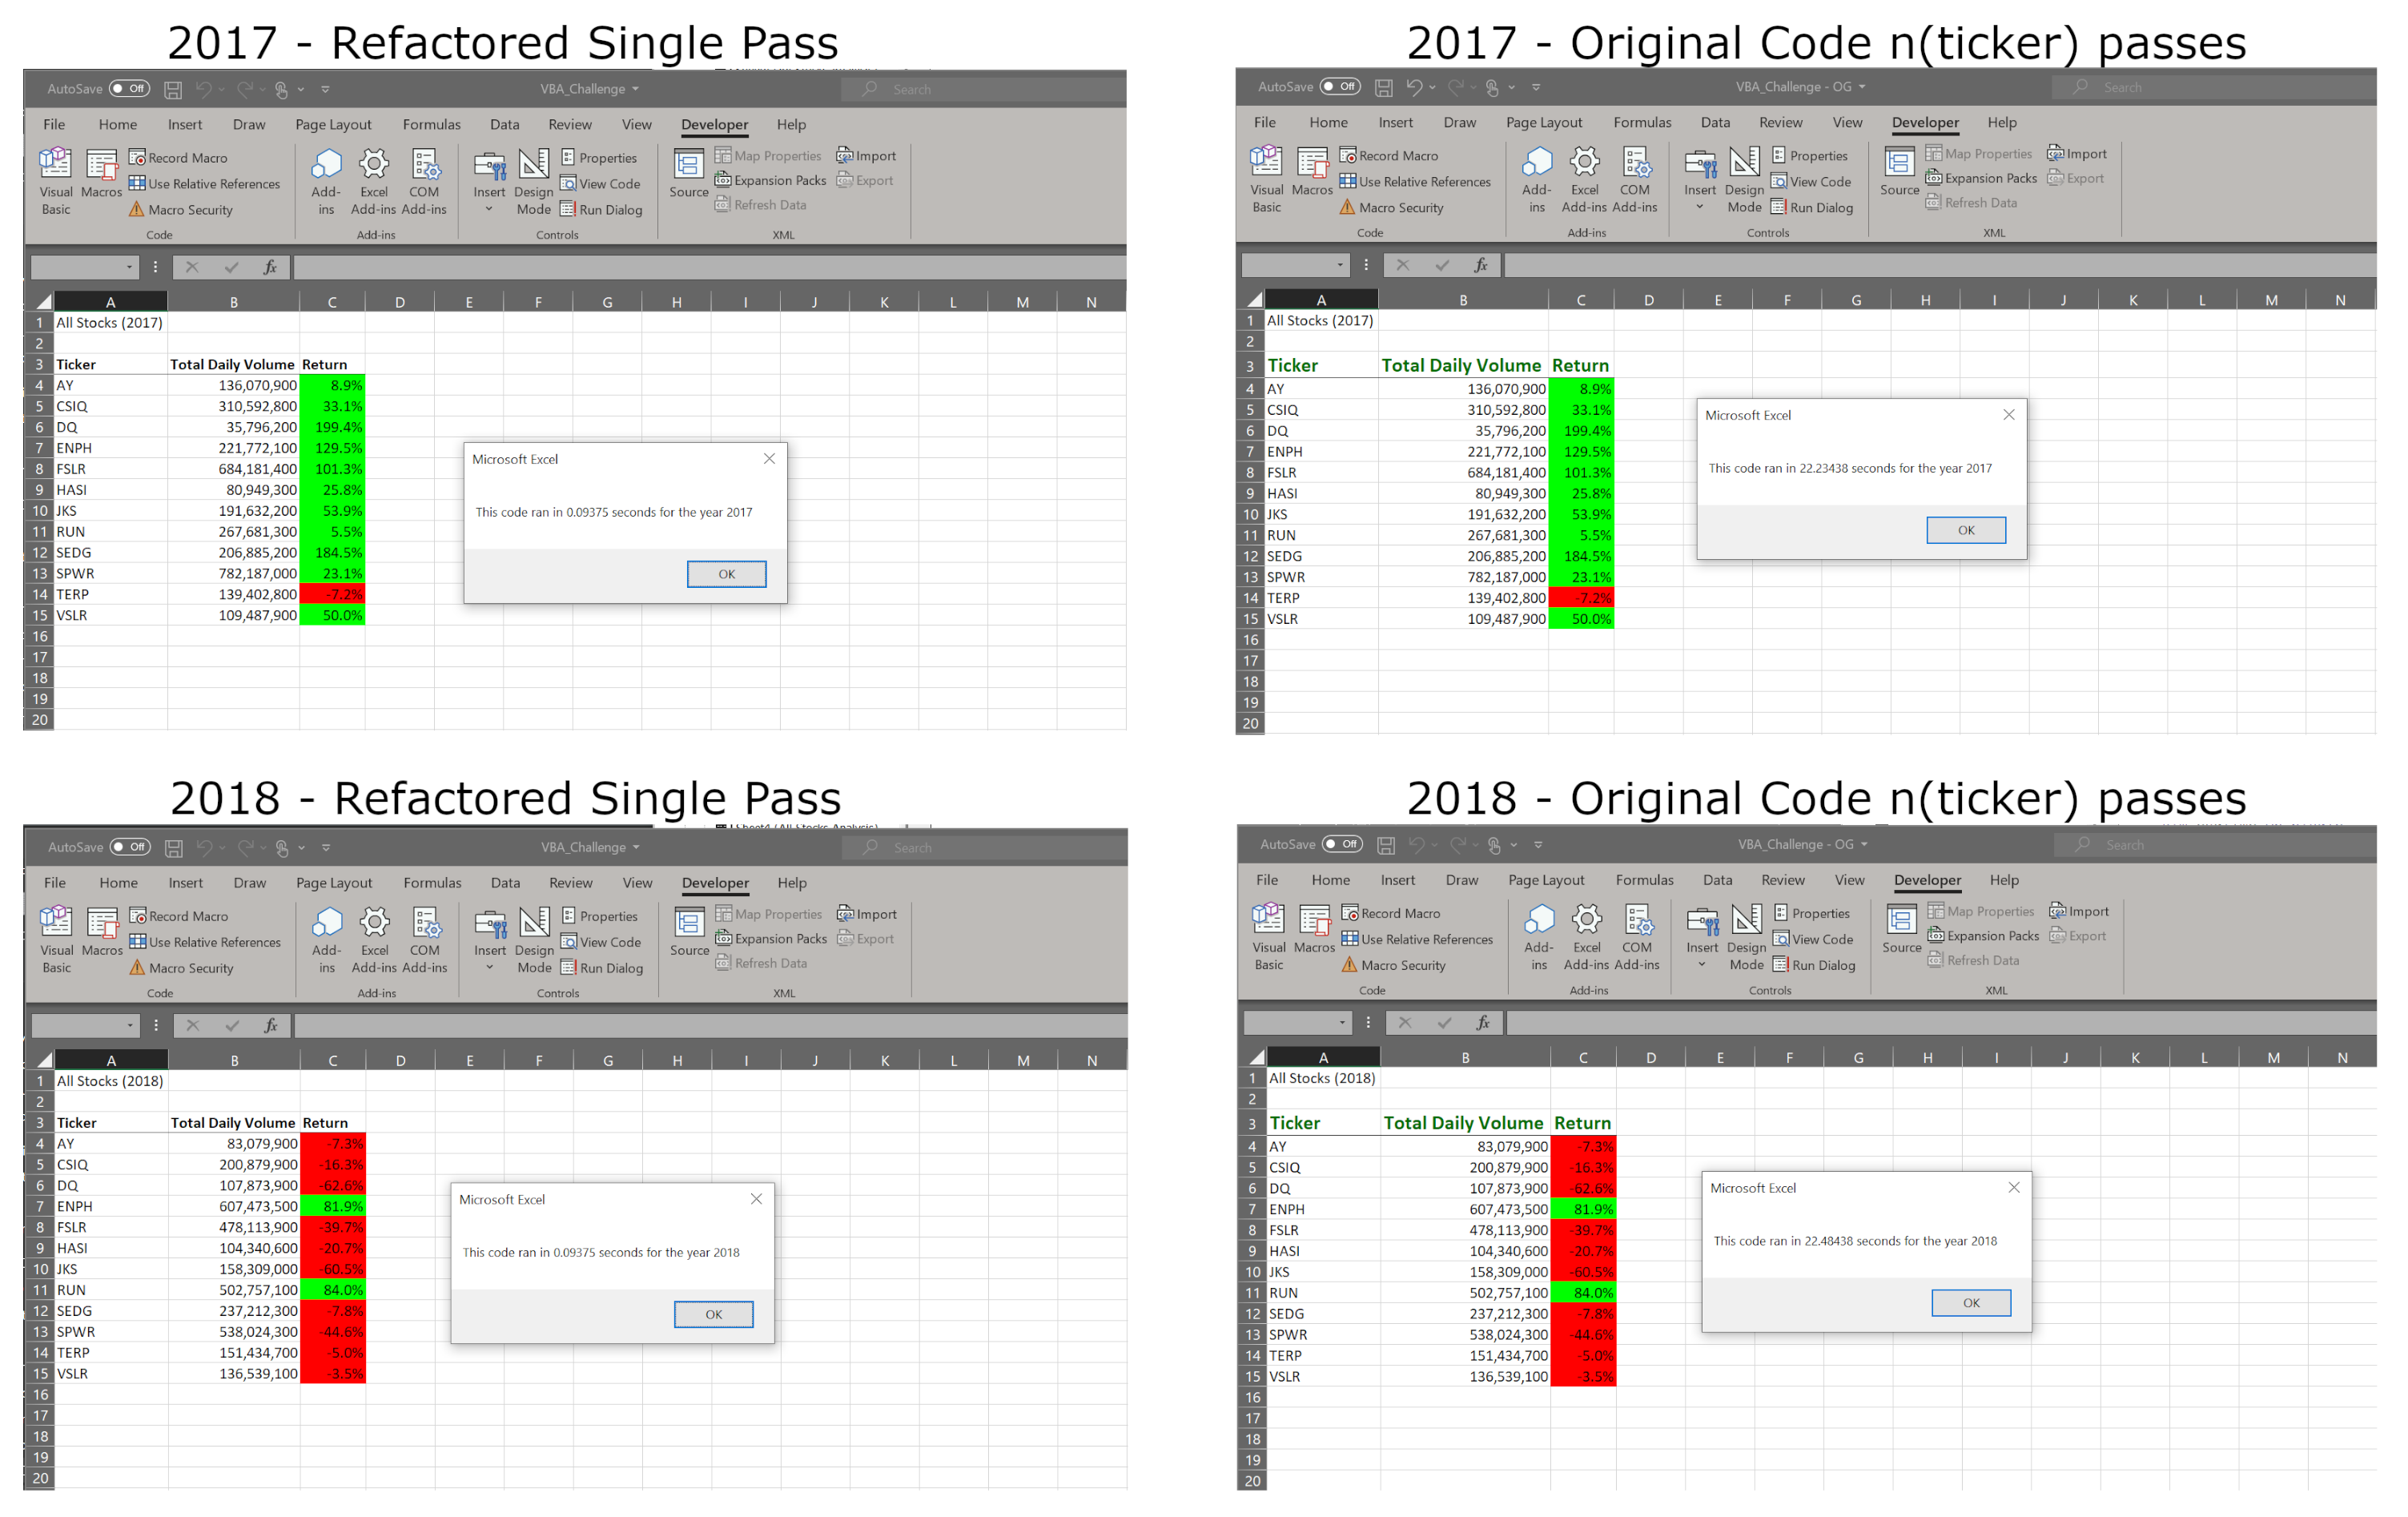 2017 - Refactored Single Pass
AutoSave Off VBA_Challenge Search
File Home Insert Draw Page Layout Formulas Data Review View Developer Help
Visual Basic Macros Record Macro Use Relative References Macro Security
Add-ins Excel Add-ins COM Add-ins
Insert Design Mode Properties View Code Run Dialog
Source Map Properties Expansion Packs Refresh Data Import Export
Code Add-ins Controls XML
fx
A B C D E F G H I J K L M N
1 All Stocks (2017)
2
3 Ticker Total Daily Volume Return
4 AY 136,070,900 8.9%
5 CSIQ 310,592,800 33.1%
6 DQ 35,796,200 199.4%
7 ENPH 221,772,100 129.5%
8 FSLR 684,181,400 101.3%
9 HASI 80,949,300 25.8%
10 JKS 191,632,200 53.9%
11 RUN 267,681,300 5.5%
12 SEDG 206,885,200 184.5%
13 SPWR 782,187,000 23.1%
14 TERP 139,402,800 -7.2%
15 VSLR 109,487,900 50.0%
16
17
18
19
20
Microsoft Excel
This code ran in 0.09375 seconds for the year 2017
OK
2017 - Original Code n(ticker) passes
AutoSave Off VBA_Challenge - OG Search
File Home Insert Draw Page Layout Formulas Data Review View Developer Help
Visual Basic Macros Record Macro Use Relative References Macro Security
Add-ins Excel Add-ins COM Add-ins
Insert Design Mode Properties View Code Run Dialog
Source Map Properties Expansion Packs Refresh Data Import Export
Code Add-ins Controls XML
fx
A B C D E F G H I J K L M N
1 All Stocks (2017)
2
3 Ticker Total Daily Volume Return
4 AY 136,070,900 8.9%
5 CSIQ 310,592,800 33.1%
6 DQ 35,796,200 199.4%
7 ENPH 221,772,100 129.5%
8 FSLR 684,181,400 101.3%
9 HASI 80,949,300 25.8%
10 JKS 191,632,200 53.9%
11 RUN 267,681,300 5.5%
12 SEDG 206,885,200 184.5%
13 SPWR 782,187,000 23.1%
14 TERP 139,402,800 -7.2%
15 VSLR 109,487,900 50.0%
16
17
18
19
20
Microsoft Excel
This code ran in 22.23438 seconds for the year 2017
OK
2018 - Refactored Single Pass
AutoSave Off VBA_Challenge Search
File Home Insert Draw Page Layout Formulas Data Review View Developer Help
Visual Basic Macros Record Macro Use Relative References Macro Security
Add-ins Excel Add-ins COM Add-ins
Insert Design Mode Properties View Code Run Dialog
Source Map Properties Expansion Packs Refresh Data Import Export
Code Add-ins Controls XML
fx
A B C D E F G H I J K L M N
1 All Stocks (2018)
2
3 Ticker Total Daily Volume Return
4 AY 83,079,900 -7.3%
5 CSIQ 200,879,900 -16.3%
6 DQ 107,873,900 -62.6%
7 ENPH 607,473,500 81.9%
8 FSLR 478,113,900 -39.7%
9 HASI 104,340,600 -20.7%
10 JKS 158,309,000 -60.5%
11 RUN 502,757,100 84.0%
12 SEDG 237,212,300 -7.8%
13 SPWR 538,024,300 -44.6%
14 TERP 151,434,700 -5.0%
15 VSLR 136,539,100 -3.5%
16
17
18
19
20
Microsoft Excel
This code ran in 0.09375 seconds for the year 2018
OK
2018 - Original Code n(ticker) passes
AutoSave Off VBA_Challenge - OG Search
File Home Insert Draw Page Layout Formulas Data Review View Developer Help
Visual Basic Macros Record Macro Use Relative References Macro Security
Add-ins Excel Add-ins COM Add-ins
Insert Design Mode Properties View Code Run Dialog
Source Map Properties Expansion Packs Refresh Data Import Export
Code Add-ins Controls XML
fx
A B C D E F G H I J K L M N
1 All Stocks (2018)
2
3 Ticker Total Daily Volume Return
4 AY 83,079,900 -7.3%
5 CSIQ 200,879,900 -16.3%
6 DQ 107,873,900 -62.6%
7 ENPH 607,473,500 81.9%
8 FSLR 478,113,900 -39.7%
9 HASI 104,340,600 -20.7%
10 JKS 158,309,000 -60.5%
11 RUN 502,757,100 84.0%
12 SEDG 237,212,300 -7.8%
13 SPWR 538,024,300 -44.6%
14 TERP 151,434,700 -5.0%
15 VSLR 136,539,100 -3.5%
16
17
18
19
20
Microsoft Excel
This code ran in 22.48438 seconds for the year 2018
OK